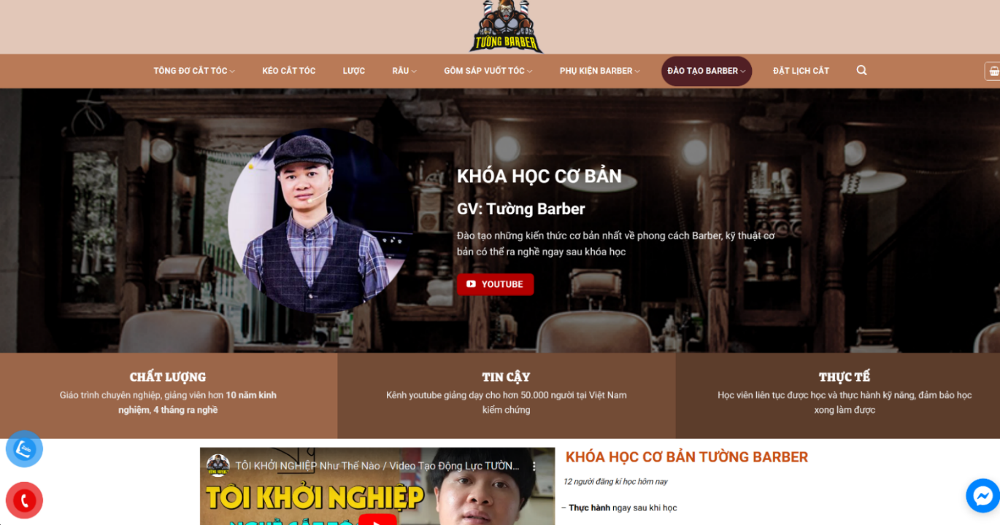 TƯỜNG BARBER
TÔNG ĐƠ CẮT TÓC KÉO CẮT TÓC LƯỢC RÂU GÔM SÁP VUỐT TÓC PHỤ KIỆN BARBER ĐÀO TẠO BARBER ĐẶT LỊCH CẮT
KHÓA HỌC CƠ BẢN
GV: Tường Barber
Đào tạo những kiến thức cơ bản nhất về phong cách Barber, kỹ thuật cơ
bản có thể ra nghề ngay sau khóa học
YOUTUBE
CHẤT LƯỢNG
Giáo trình chuyên nghiệp, giảng viên hơn 10 năm kinh
nghiệm, 4 tháng ra nghề
TIN CẬY
Kênh youtube giảng dạy cho hơn 50.000 người tại Việt Nam
kiểm chứng
THỰC TẾ
Học viên liên tục được học và thực hành kỹ năng, đảm bảo học
xong làm được
Zalo
TÔI KHỞI NGHIỆP Như Thế Nào / Video Tạo Động Lực TƯỜN...
TÔI KHỞI NGHIỆP
KHÓA HỌC CƠ BẢN TƯỜNG BARBER
12 người đăng kí học hôm nay
– Thực hành ngay sau khi học